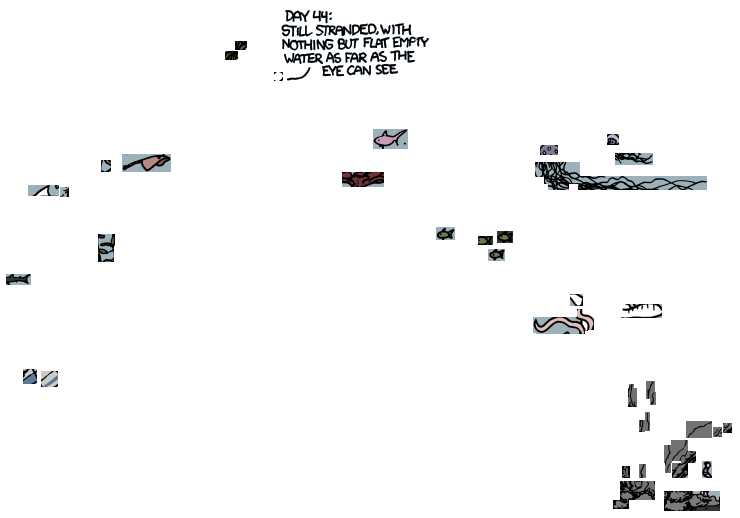 DAY 44:
STILL STRANDED, WITH
NOTHING BUT FLAT EMPTY
WATER AS FAR AS THE
EYE CAN SEE